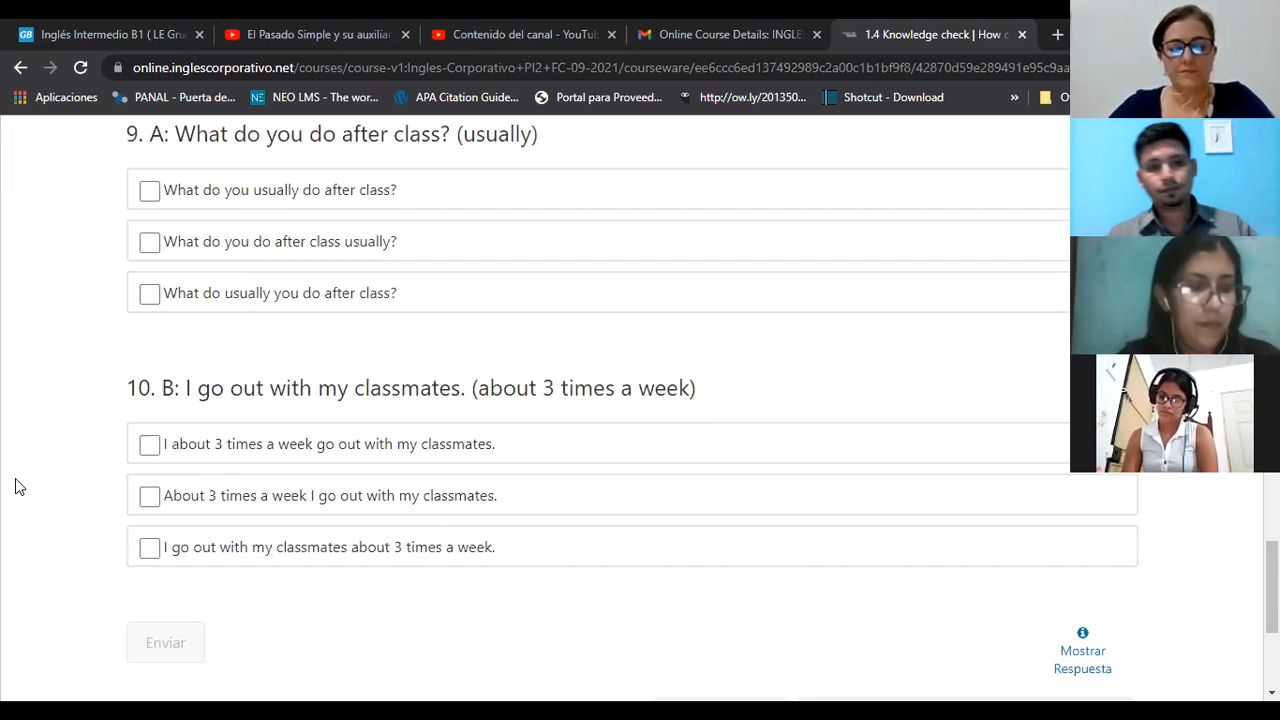 Inglés Intermedio B1 ( LE Gru
El Pasado Simple y su auxilia
Contenido del canal - YouTu
Online Course Details: INGLE
1.4 Knowledge check | How c
online.inglescorporativo.net/courses/course-v1:Ingles-Corporativo+PI2+FC-09-2021/courseware/ee6ccc6ed137492989c2a00c1b1bf9f8/42870d59e289491e95c9aa
Aplicaciones
PANAL - Puerta de...
NEO LMS - The wor...
APA Citation Guide...
Portal para Proveed...
http://ow.ly/201350...
Shotcut - Download
»
9. A: What do you do after class? (usually)
What do you usually do after class?
What do you do after class usually?
What do usually you do after class?
10. B: I go out with my classmates. (about 3 times a week)
I about 3 times a week go out with my classmates.
About 3 times a week I go out with my classmates.
I go out with my classmates about 3 times a week.
Enviar
Mostrar
Respuesta